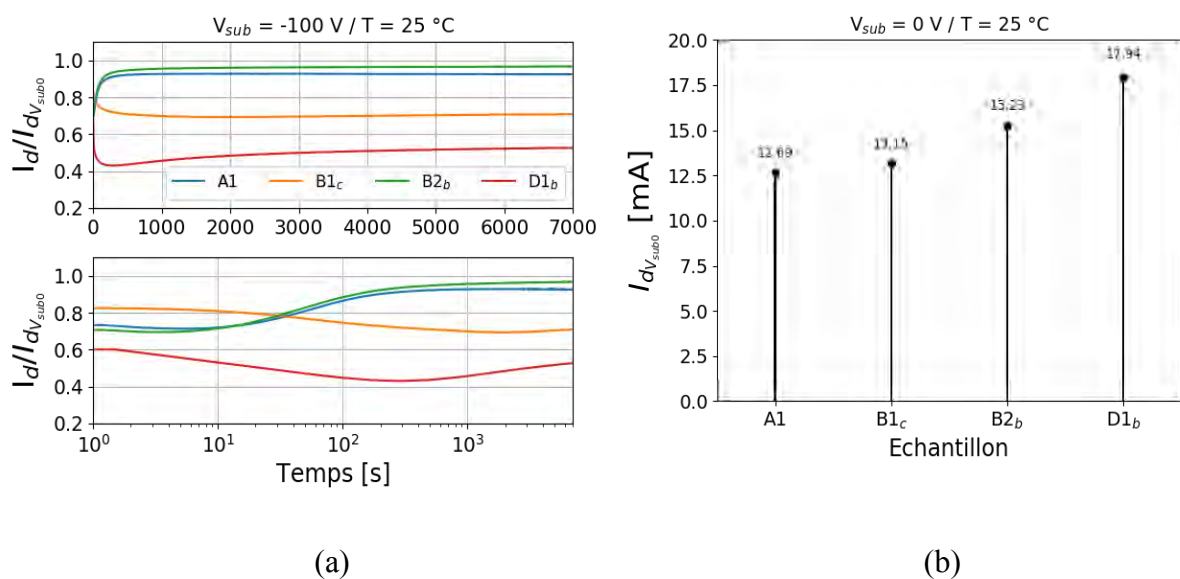 V_sub = -100 V / T = 25 °C
I_d/I_dV_sub0
1.0
0.8
0.6
0.4
0.2
A1 B1_c B2_b D1_b
0 1000 2000 3000 4000 5000 6000 7000
I_d/I_dV_sub0
1.0
0.8
0.6
0.4
0.2
10^0 10^1 10^2 10^3
Temps [s]
(a)
V_sub = 0 V / T = 25 °C
I_dV_sub0 [mA]
20.0
17.5
15.0
12.5
10.0
7.5
5.0
2.5
0.0
12.69
13.15
17.94
A1 B1_c B2_b D1_b
Echantillon
(b)